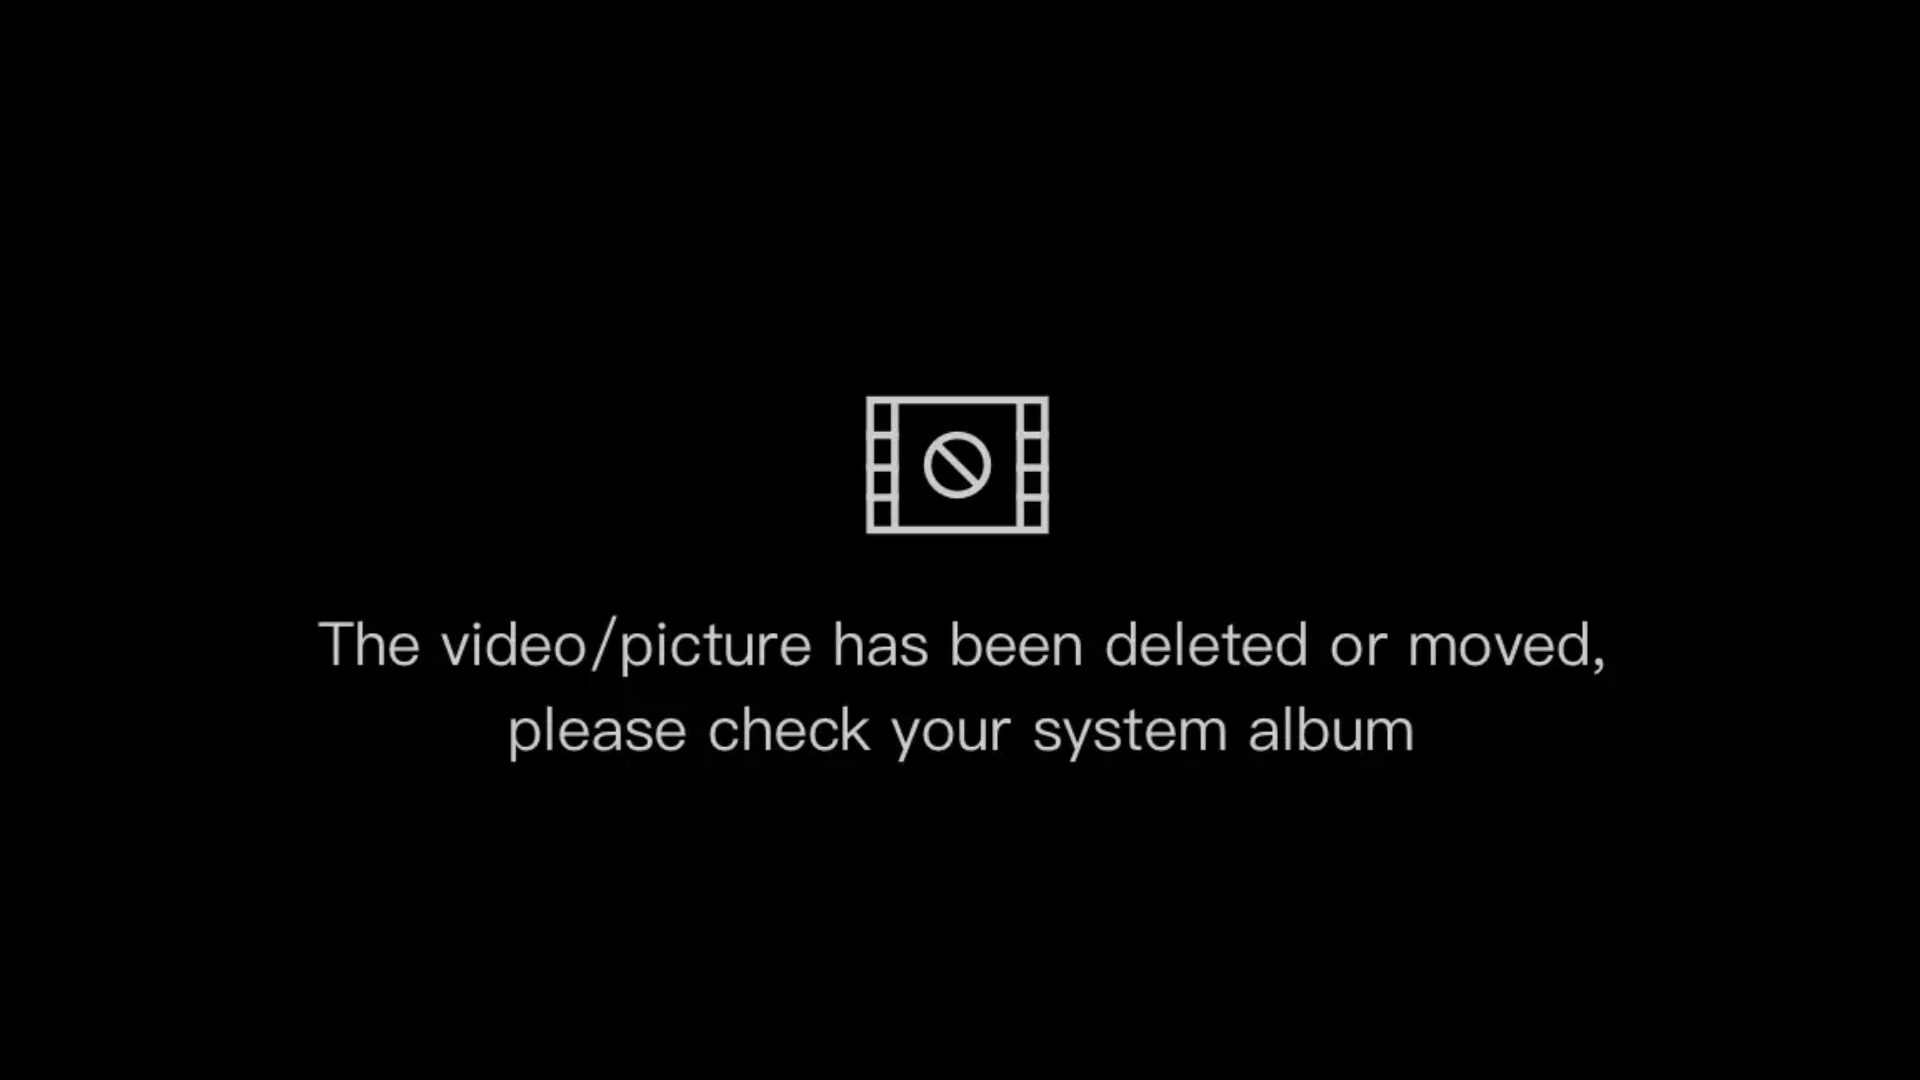 The video/picture has been deleted or moved,
please check your system album